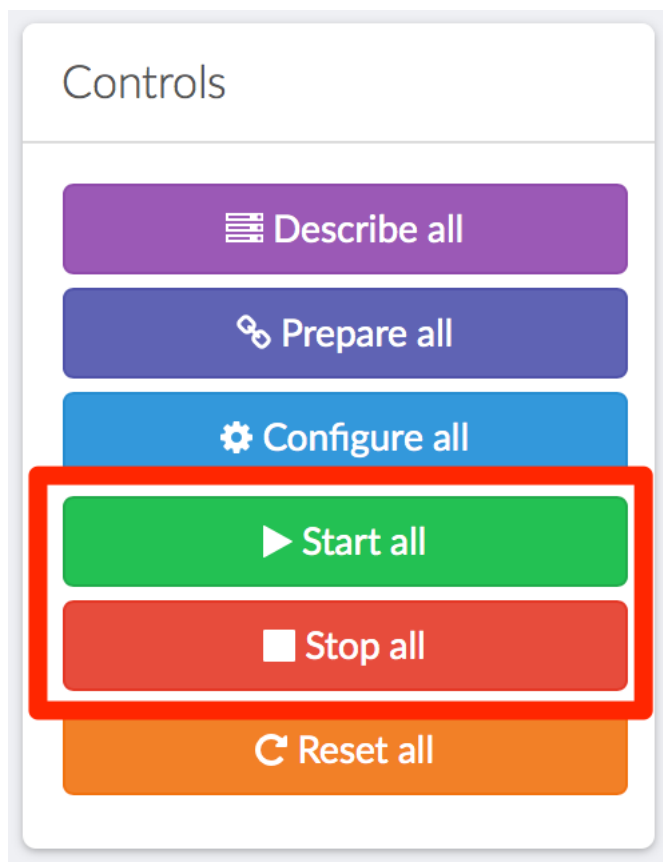 Controls
Describe all
Prepare all
Configure all
Start all
Stop all
Reset all